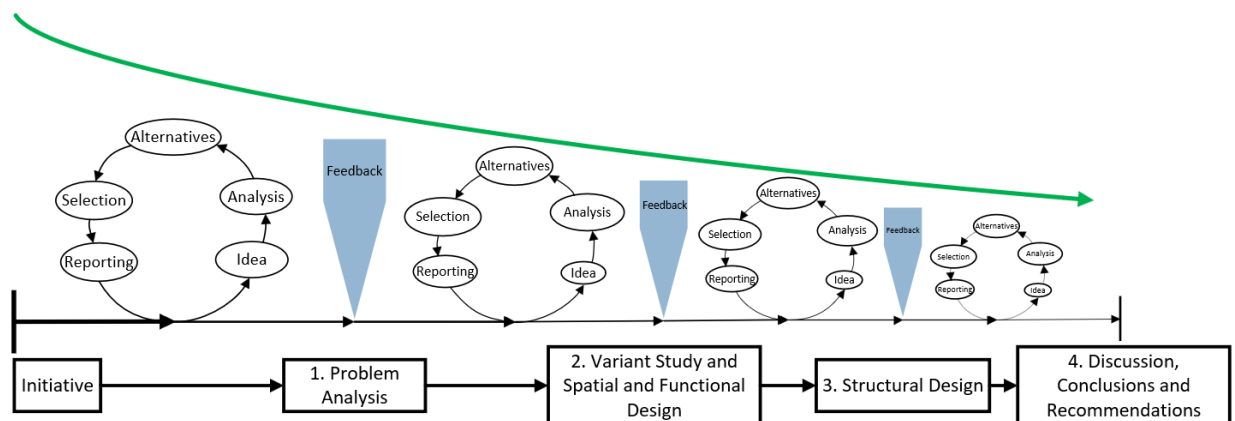 Alternatives
Selection
Analysis
Reporting
Idea
Feedback
Alternatives
Selection
Analysis
Reporting
Idea
Feedback
Alternatives
Selection
Analysis
Reporting
Idea
Feedback
Alternatives
Selection
Analysis
Reporting
Idea
Initiative
1. Problem
Analysis
2. Variant Study and
Spatial and Functional
Design
3. Structural Design
4. Discussion,
Conclusions and
Recommendations